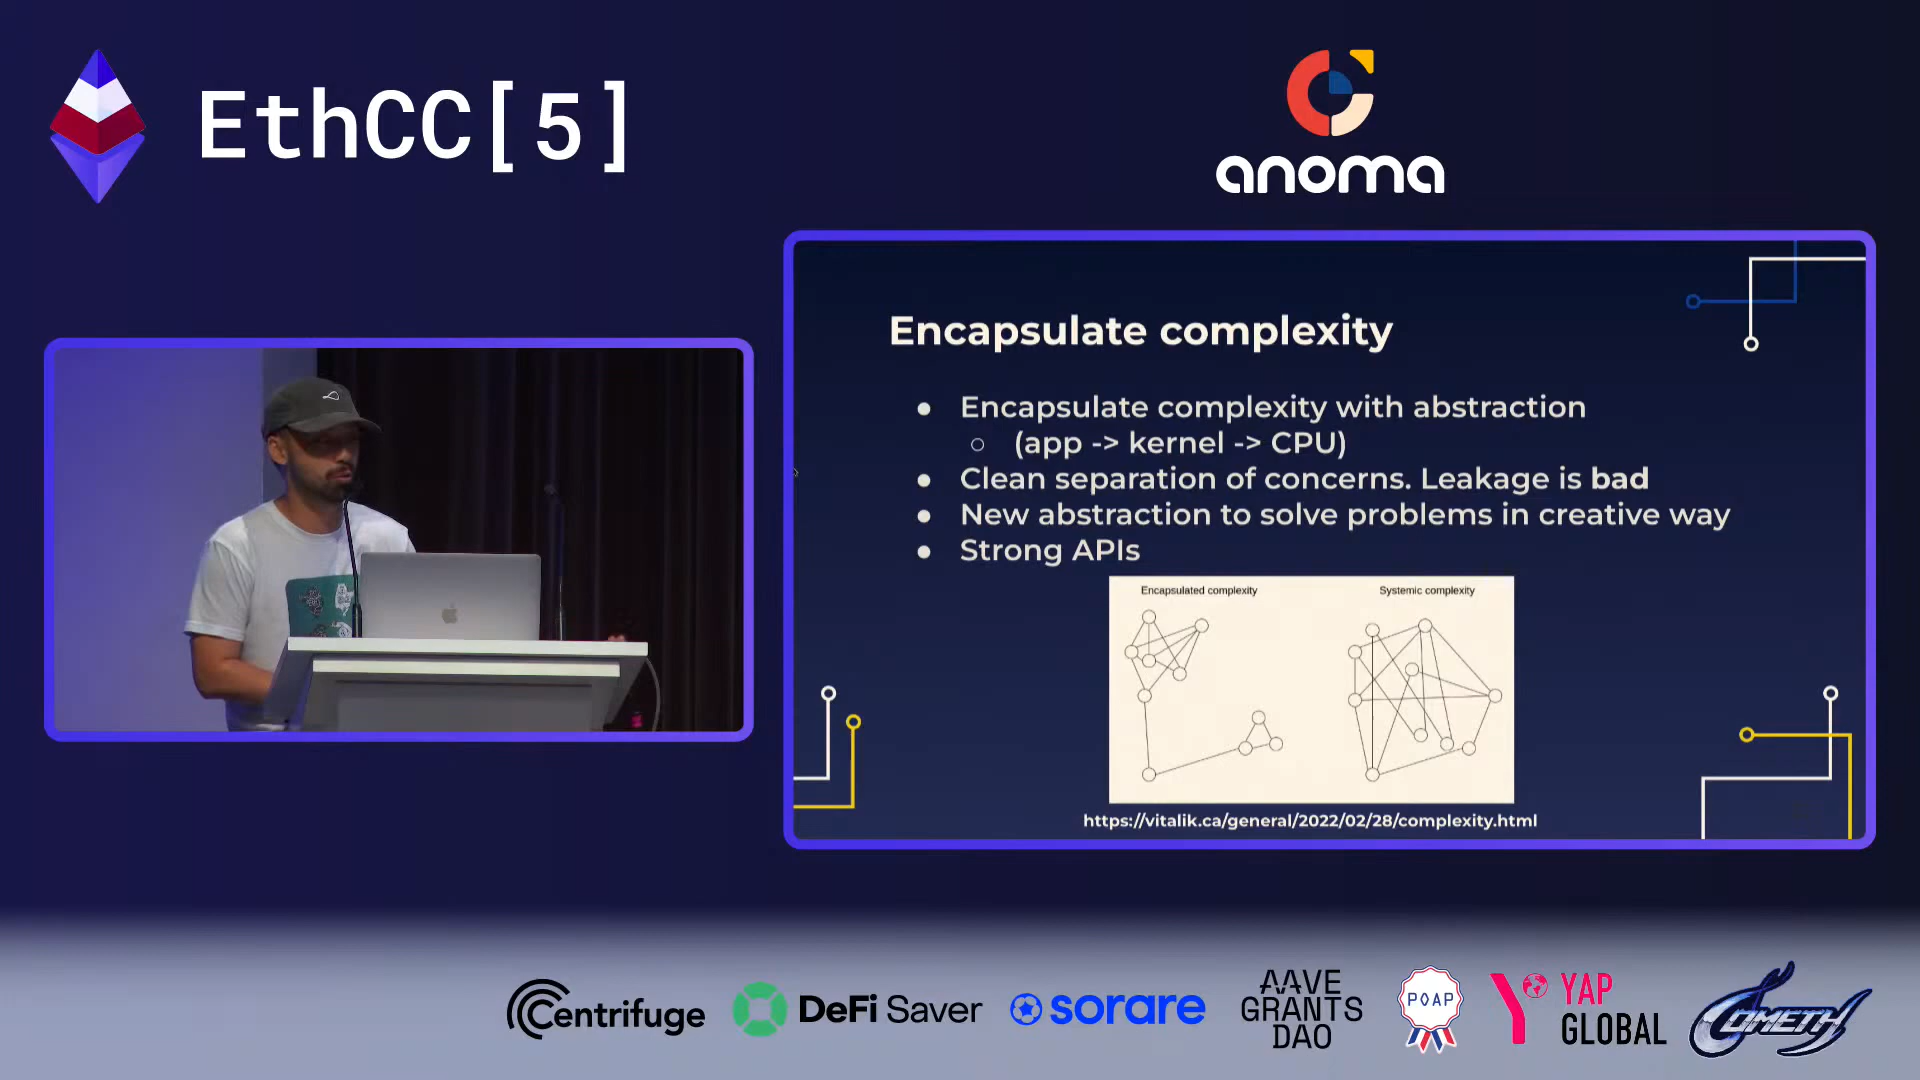 EthCC[5]
anoma
Encapsulate complexity
● Encapsulate complexity with abstraction
○ (app -> kernel -> CPU)
● Clean separation of concerns. Leakage is bad
● New abstraction to solve problems in creative way
● Strong APIs
Encapsulated complexity
Systemic complexity
https://vitalik.ca/general/2022/02/28/complexity.html
Centrifuge
DeFi Saver
sorare
AAVE
GRANTS
DAO
POAP
YAP
GLOBAL
COMETH